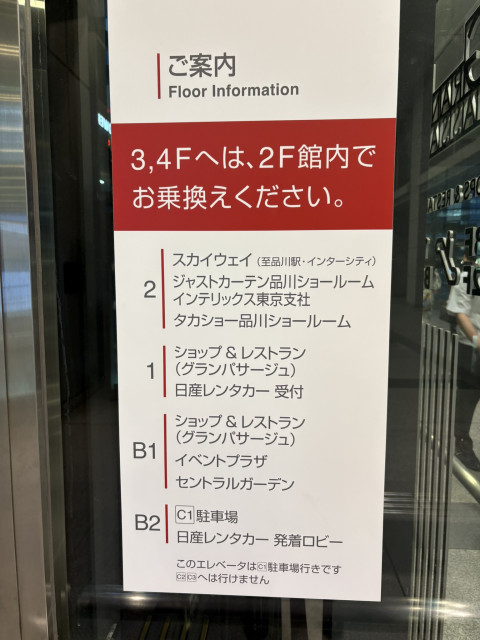 ご案内
Floor Information
3,4Fへは、2F館内で
お乗換えください。
2
スカイウェイ(至品川駅・インターシティ)
ジャストカーテン品川ショールーム
インテリックス東京支社
タカショー品川ショールーム
1
ショップ&レストラン
(グランパサージュ)
日産レンタカー 受付
B1
ショップ&レストラン
(グランパサージュ)
イベントプラザ
セントラルガーデン
B2
C1駐車場
日産レンタカー 発着ロビー
このエレベータはC1駐車場行きです
C2C3へは行けません